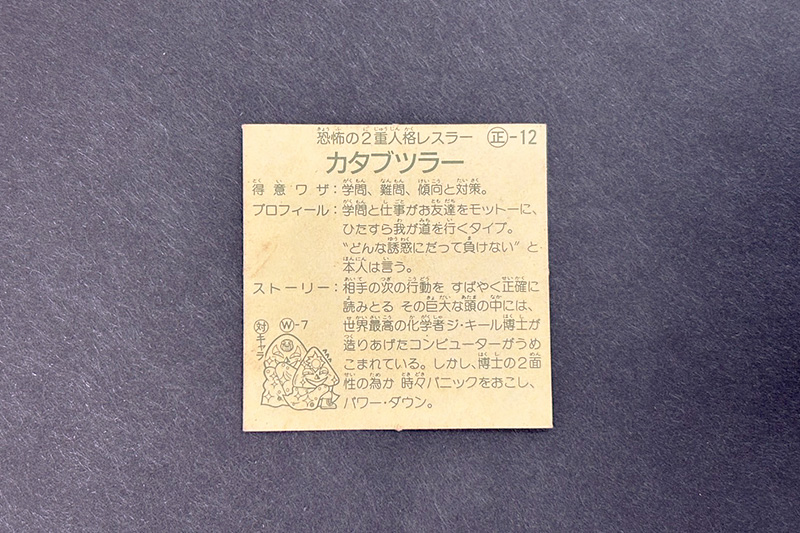 恐怖の2重人格レスラー ㊣-12
カタブツラー
得意ワザ：学問、難問、傾向と対策。
プロフィール：学問と仕事がお友達をモットーに、
ひたすら我が道を行くタイプ。
〝どんな誘惑にだって負けない〟と
本人は言う。
ストーリー：相手の次の行動を すばやく正確に
読みとる その巨大な頭の中には、
世界最高の化学者ジ・キール博士が
造りあげたコンピューターがうめ
こまれている。しかし、博士の2面
性の為か 時々パニックをおこし、
パワー・ダウン。
対キャラ Ⓦ-7